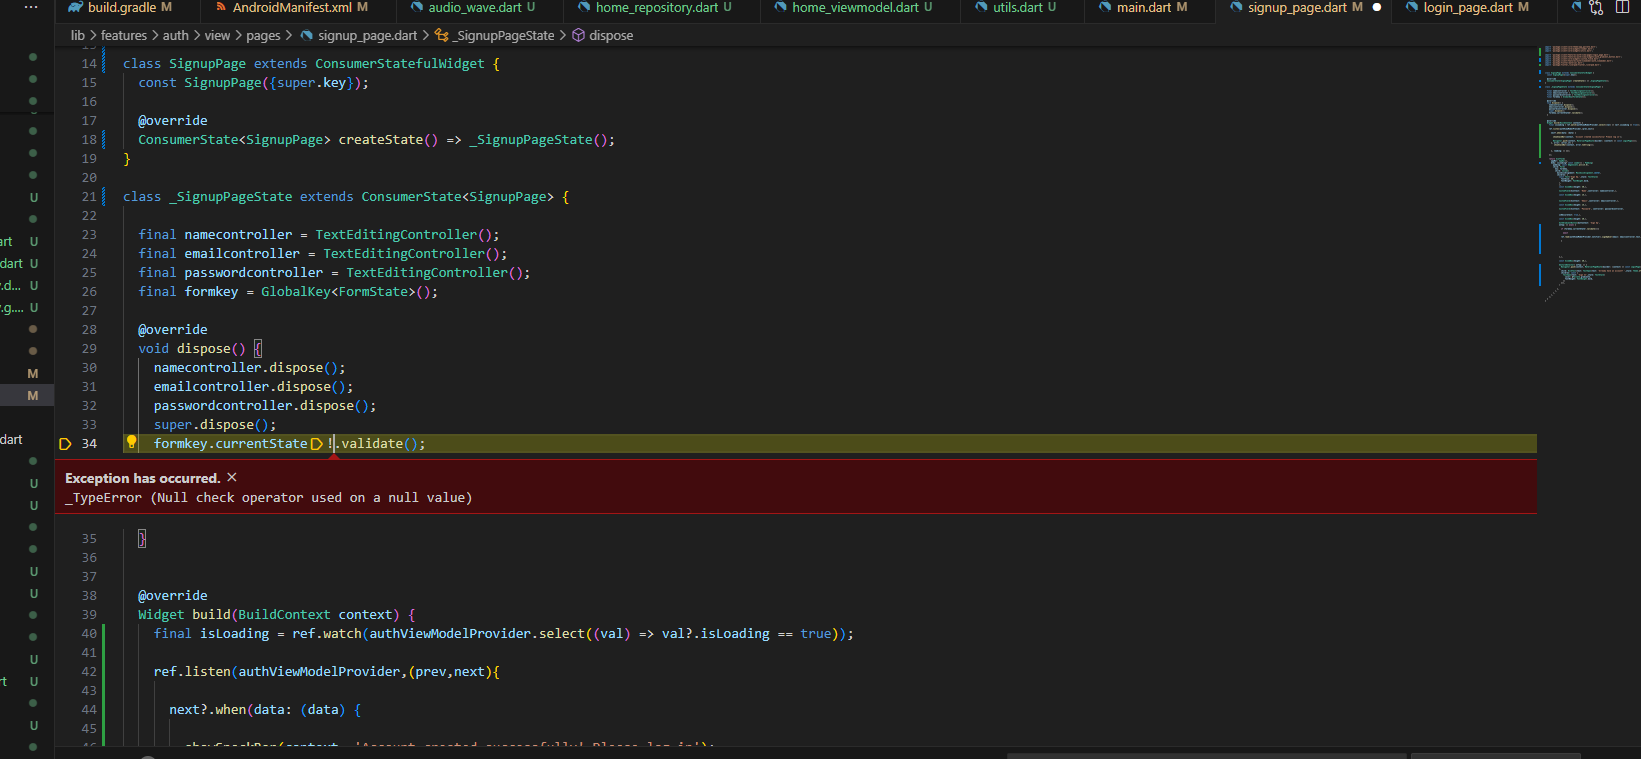 build.gradle M AndroidManifest.xml M audio_wave.dart U home_repository.dart U home_viewmodel.dart U utils.dart U main.dart M signup_page.dart M login_page.dart M
lib > features > auth > view > pages > signup_page.dart > _SignupPageState > dispose
14 class SignupPage extends ConsumerStatefulWidget {
15 const SignupPage({super.key});
16
17 @override
18 ConsumerState<SignupPage> createState() => _SignupPageState();
19 }
20
21 class _SignupPageState extends ConsumerState<SignupPage> {
22
23 final namecontroller = TextEditingController();
24 final emailcontroller = TextEditingController();
25 final passwordcontroller = TextEditingController();
26 final formkey = GlobalKey<FormState>();
27
28 @override
29 void dispose() {
30 namecontroller.dispose();
31 emailcontroller.dispose();
32 passwordcontroller.dispose();
33 super.dispose();
34 formkey.currentState!.validate();
Exception has occurred. ×
_TypeError (Null check operator used on a null value)
35 }
36
37
38 @override
39 Widget build(BuildContext context) {
40 final isLoading = ref.watch(authViewModelProvider.select((val) => val?.isLoading == true));
41
42 ref.listen(authViewModelProvider,(prev,next){
43
44 next?.when(data: (data) {
45
U
art U
dart U
.d... U
.g.... U
M
M
dart
U
U
U
U
U
rt U
U